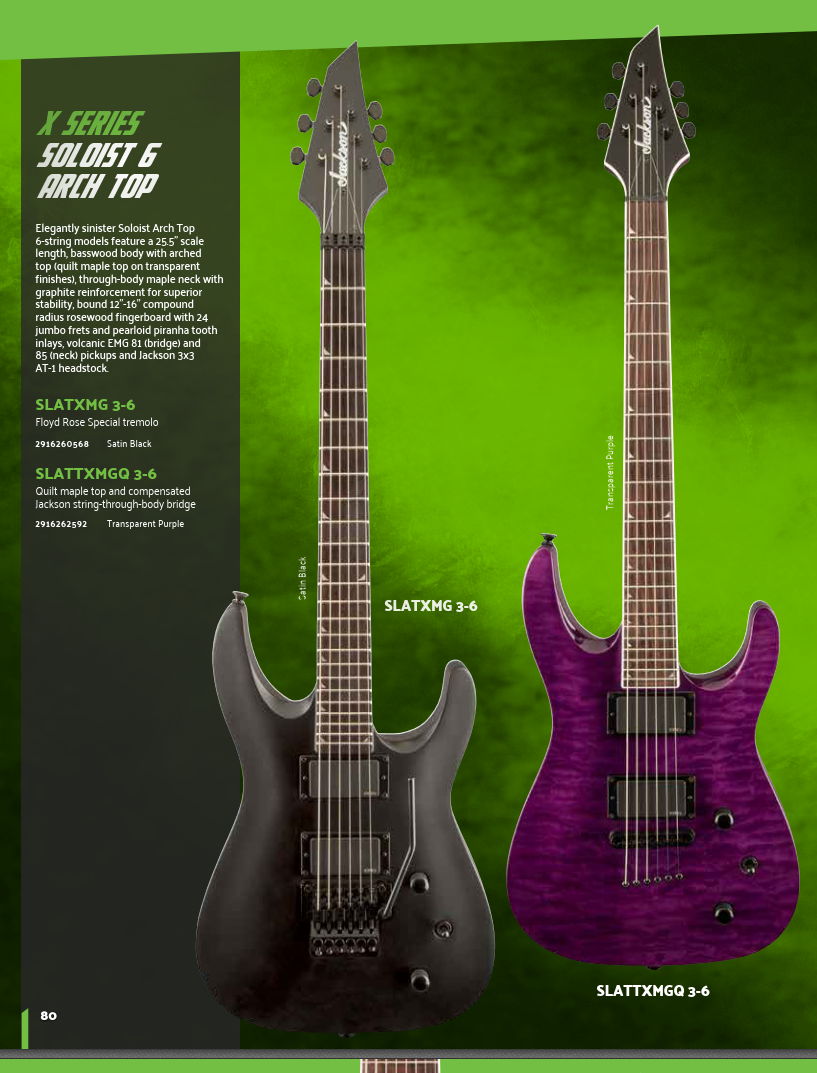 X SERIES
SOLOIST 6
ARCH TOP
Elegantly sinister Soloist Arch Top
6-string models feature a 25.5” scale
length, basswood body with arched
top (quilt maple top on transparent
finishes), through-body maple neck with
graphite reinforcement for superior
stability, bound 12”-16” compound
radius rosewood fingerboard with 24
jumbo frets and pearloid piranha tooth
inlays, volcanic EMG 81 (bridge) and
85 (neck) pickups and Jackson 3x3
AT-1 headstock.
SLATXMG 3-6
Floyd Rose Special tremolo
2916260568 Satin Black
SLATTXMGQ 3-6
Quilt maple top and compensated
Jackson string-through-body bridge
2916262592 Transparent Purple
Jackson
Jackson
Satin Black
SLATXMG 3-6
Transparent Purple
SLATTXMGQ 3-6
80